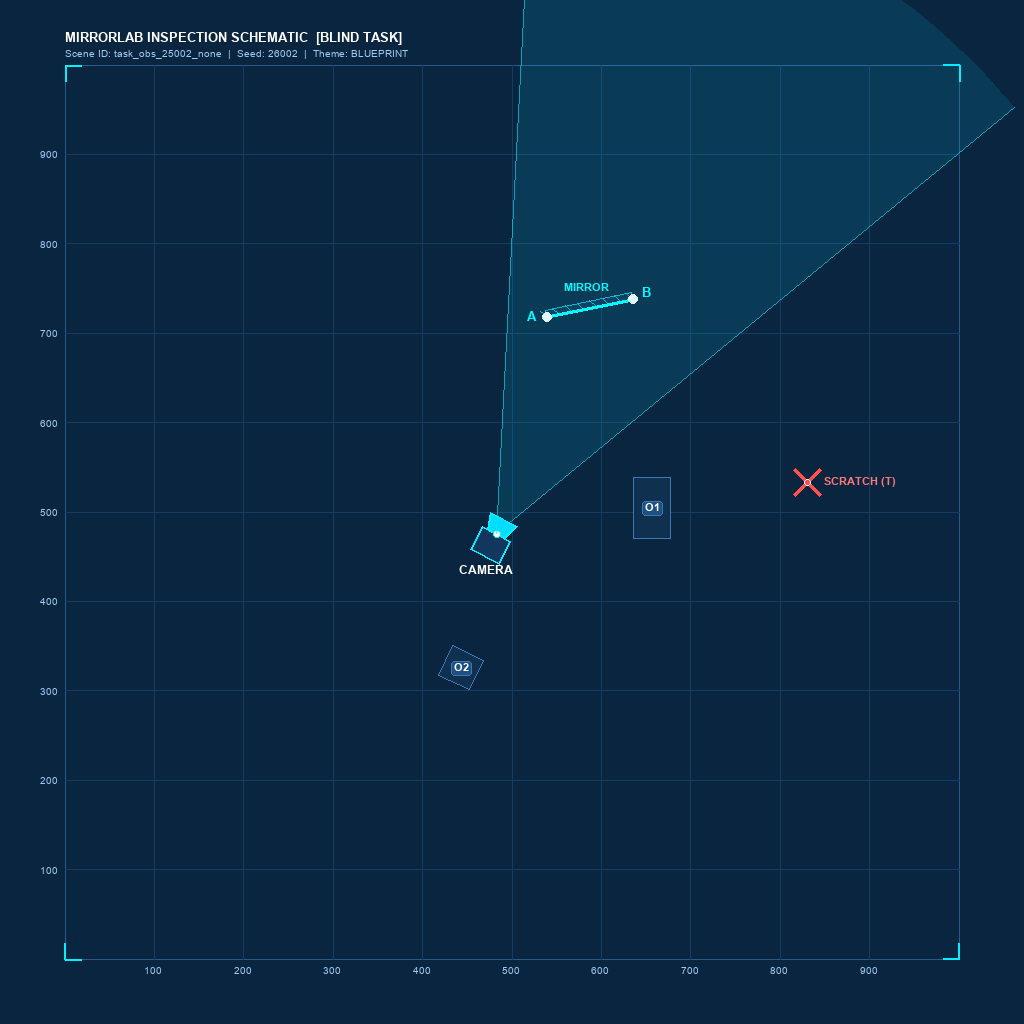 MIRRORLAB INSPECTION SCHEMATIC [BLIND TASK]
Scene ID: task_obs_25002_none | Seed: 26002 | Theme: BLUEPRINT
900
800
MIRROR
B
A
700
600
SCRATCH (T)
500
O1
CAMERA
400
O2
300
200
100
100 200 300 400 500 600 700 800 900